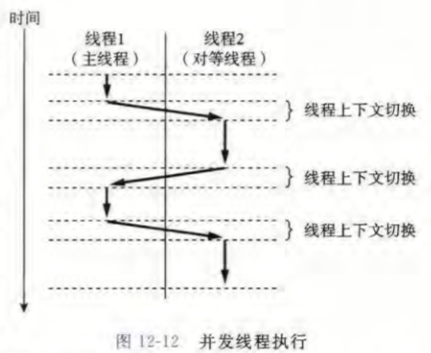 时间
线程1
(主线程)
线程2
(对等线程)
线程上下文切换
线程上下文切换
线程上下文切换
图 12-12 并发线程执行